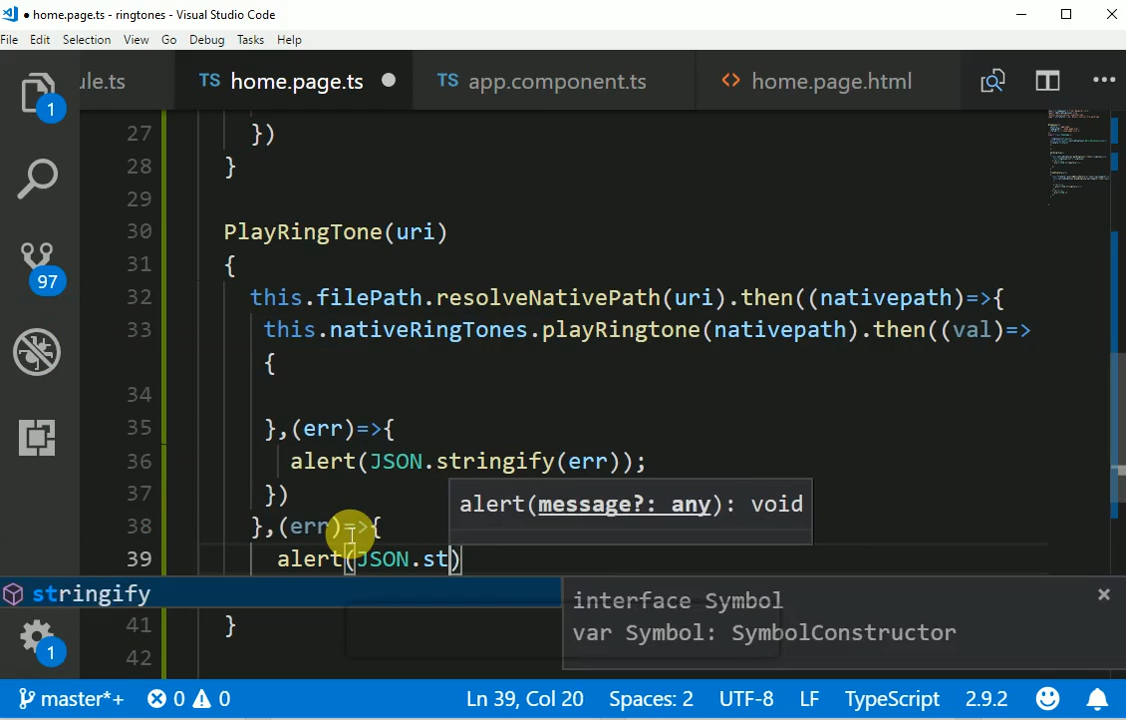 ● home.page.ts - ringtones - Visual Studio Code
File Edit Selection View Go Debug Tasks Help
ule.ts TS home.page.ts TS app.component.ts <> home.page.html
27 })
28 }
29
30 PlayRingTone(uri)
31 {
32 this.filePath.resolveNativePath(uri).then((nativepath)=>{
33 this.nativeRingTones.playRingtone(nativepath).then((val)=>
{
34
35 },(err)=>{
36 alert(JSON.stringify(err));
37 })
alert(message?: any): void
38 },(err)=>{
39 alert(JSON.st)
stringify
interface Symbol
var Symbol: SymbolConstructor
41 }
42
1
97
1
master*+ 0 0 Ln 39, Col 20 Spaces: 2 UTF-8 LF TypeScript 2.9.2